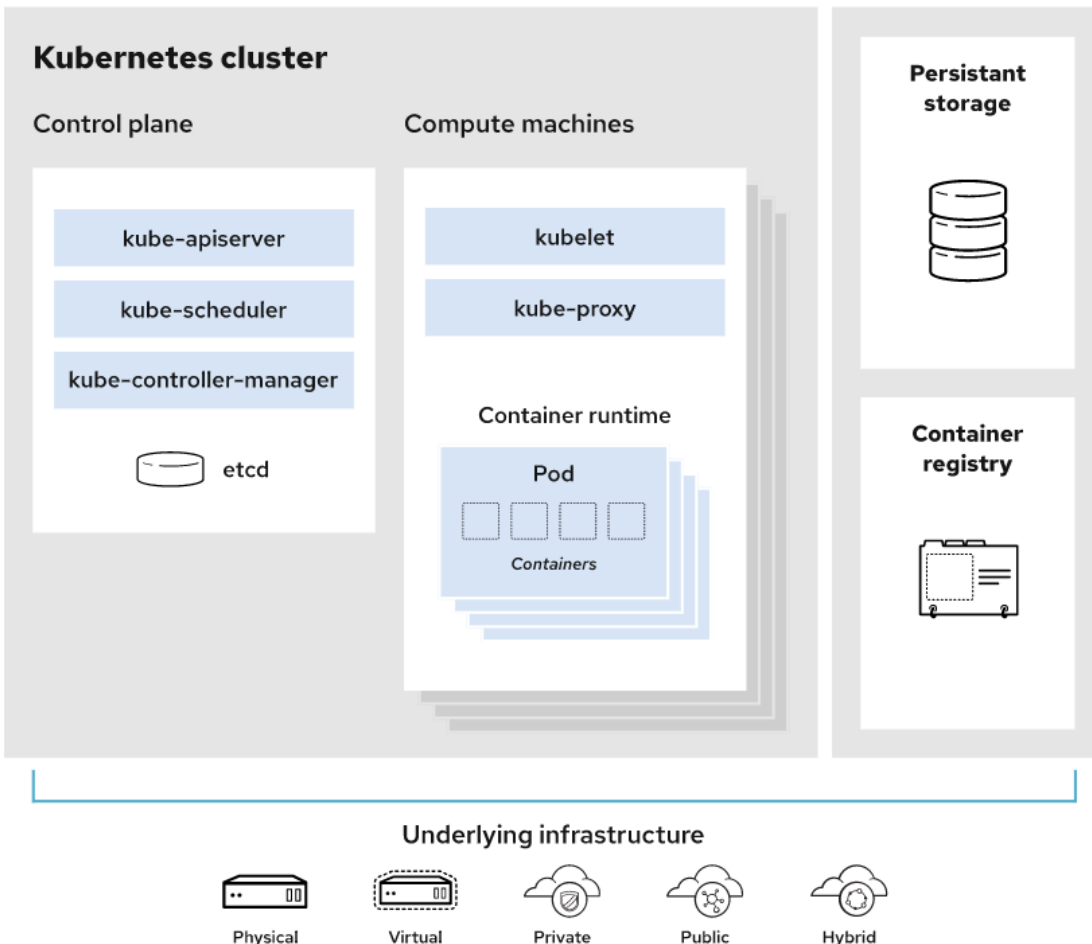 Kubernetes cluster
Control plane
kube-apiserver
kube-scheduler
kube-controller-manager
etcd
Compute machines
kubelet
kube-proxy
Container runtime
Pod
Containers
Persistant
storage
Container
registry
Underlying infrastructure
Physical
Virtual
Private
Public
Hybrid